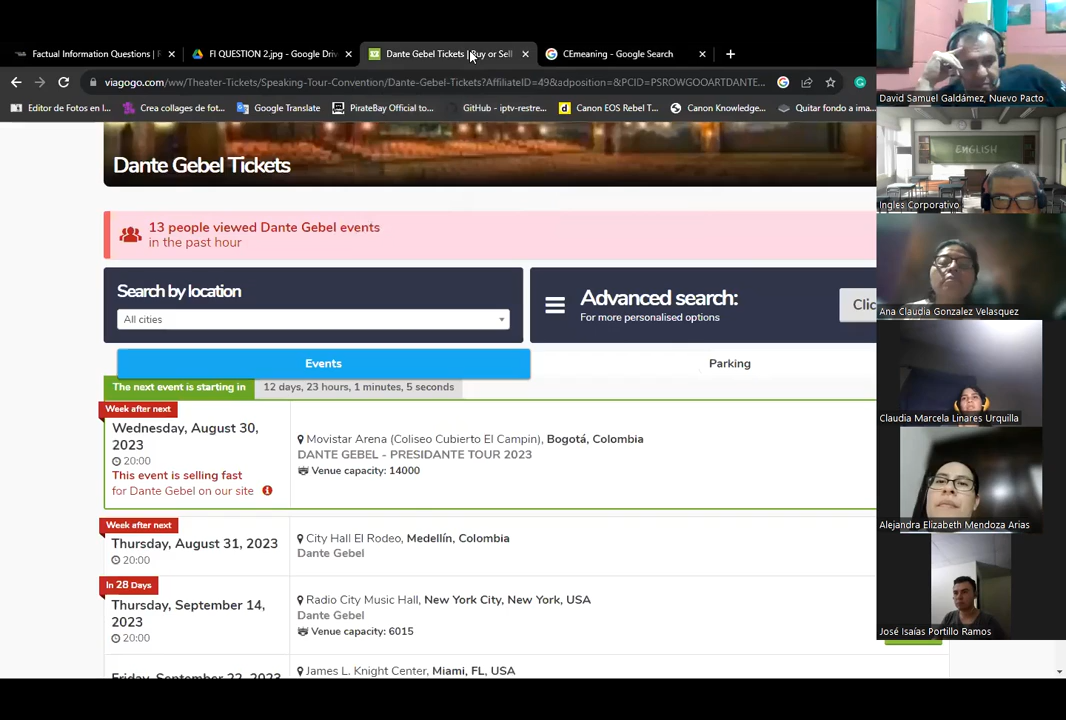 Factual Information Questions | F
FI QUESTION 2.jpg - Google Driv
Dante Gebel Tickets | Buy or Sell
CEmeaning - Google Search
viagogo.com/ww/Theater-Tickets/Speaking-Tour-Convention/Dante-Gebel-Tickets?AffiliateID=49&adposition=&PCID=PSROWGOOARTDANTE...
Editor de Fotos en l...
Crea collages de fot...
Google Translate
PirateBay Official to...
GitHub - iptv-restre...
Canon EOS Rebel T...
Canon Knowledge...
Quitar fondo a ima...
Dante Gebel Tickets
13 people viewed Dante Gebel events
in the past hour
Search by location
All cities
Advanced search:
For more personalised options
Clic
Events
Parking
The next event is starting in
12 days, 23 hours, 1 minutes, 5 seconds
Week after next
Wednesday, August 30,
2023
20:00
This event is selling fast
for Dante Gebel on our site
Movistar Arena (Coliseo Cubierto El Campin), Bogotá, Colombia
DANTE GEBEL - PRESIDANTE TOUR 2023
Venue capacity: 14000
Week after next
Thursday, August 31, 2023
20:00
City Hall El Rodeo, Medellín, Colombia
Dante Gebel
In 28 Days
Thursday, September 14,
2023
20:00
Radio City Music Hall, New York City, New York, USA
Dante Gebel
Venue capacity: 6015
Friday, September 22, 2023
James L. Knight Center, Miami, FL, USA
David Samuel Galdámez, Nuevo Pacto
ENGLISH
Ingles Corporativo
Ana Claudia Gonzalez Velasquez
Claudia Marcela Linares Urquilla
Alejandra Elizabeth Mendoza Arias
José Isaías Portillo Ramos